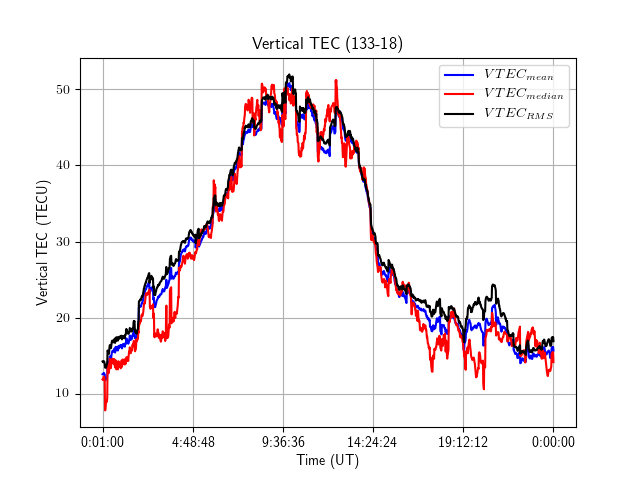 Vertical TEC (133-18)
VTEC_mean
VTEC_median
VTEC_RMS
50
40
30
20
10
Vertical TEC (TECU)
0:01:00 4:48:48 9:36:36 14:24:24 19:12:12 0:00:00
Time (UT)